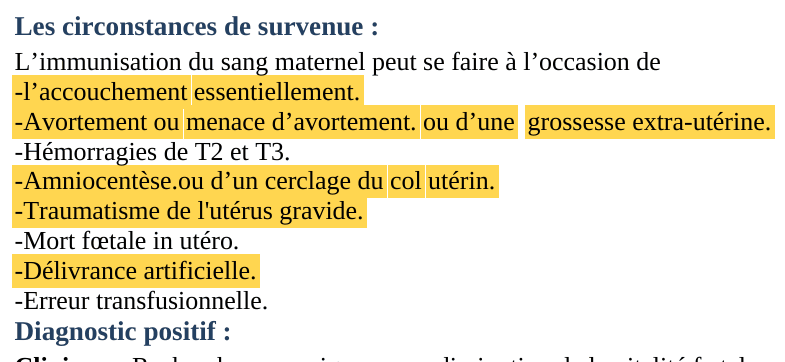 Les circonstances de survenue :
L’immunisation du sang maternel peut se faire à l’occasion de
-l’accouchement essentiellement.
-Avortement ou menace d’avortement. ou d’une grossesse extra-utérine.
-Hémorragies de T2 et T3.
-Amniocentèse.ou d’un cerclage du col utérin.
-Traumatisme de l'utérus gravide.
-Mort fœtale in utéro.
-Délivrance artificielle.
-Erreur transfusionnelle.
Diagnostic positif :